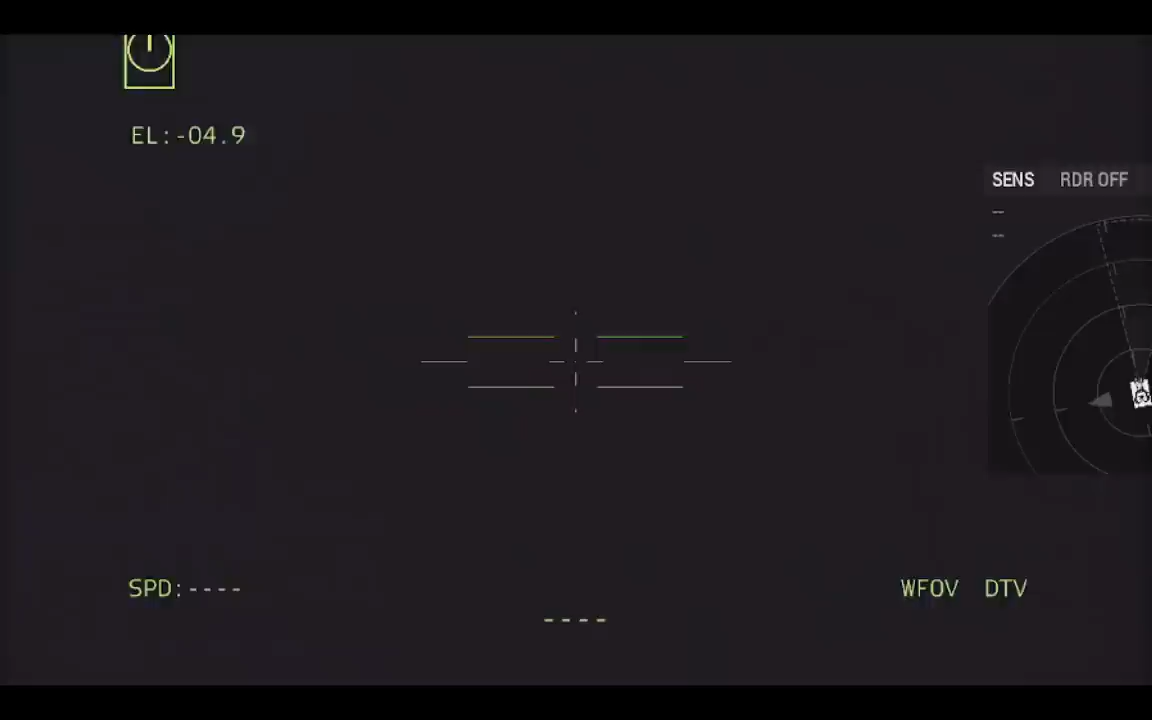 EL:-04.9
SENS RDR OFF
--
--
SPD:----
WFOV DTV
----